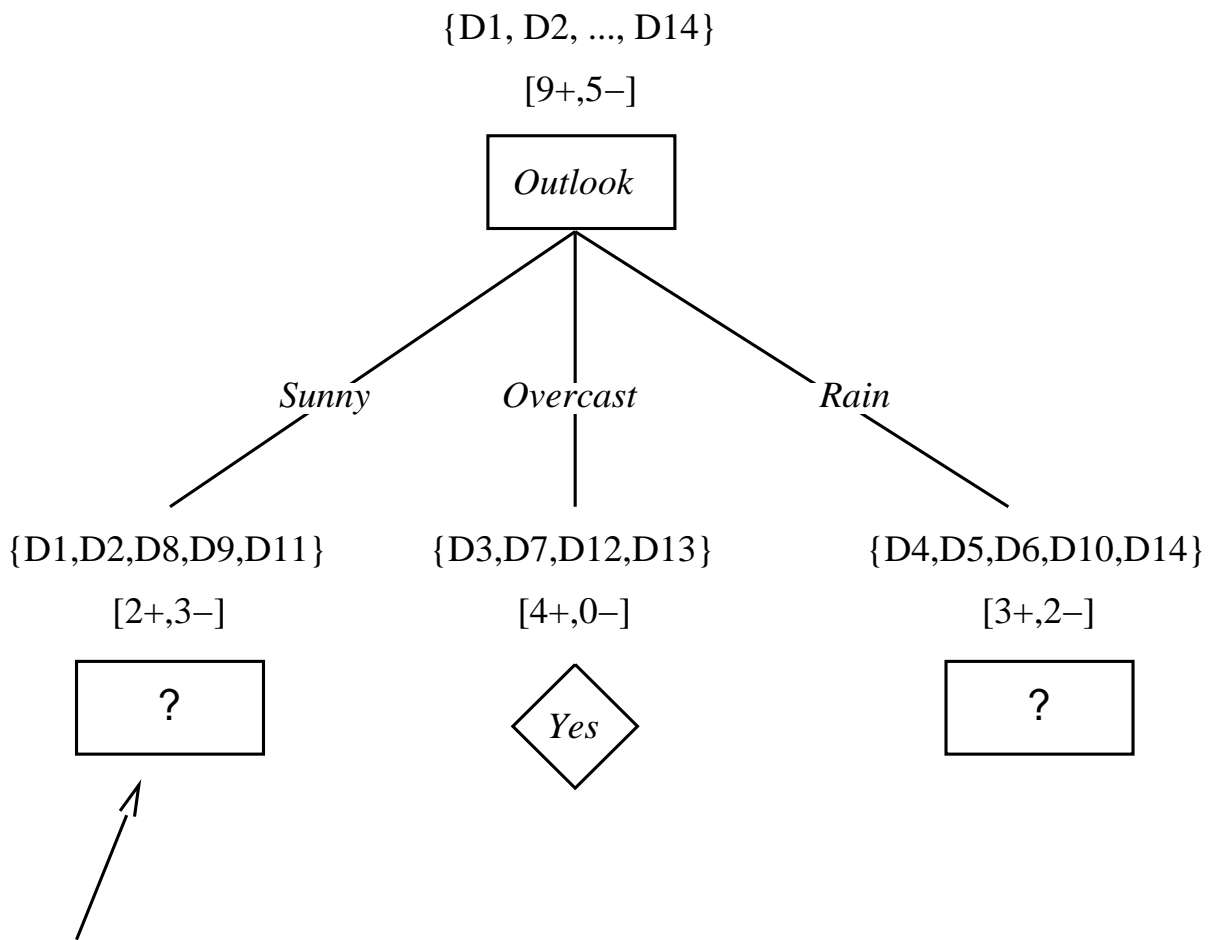 {D1, D2, ..., D14}
[9+,5−]
Outlook
Sunny Overcast Rain
{D1,D2,D8,D9,D11} {D3,D7,D12,D13} {D4,D5,D6,D10,D14}
[2+,3−] [4+,0−] [3+,2−]
? Yes ?